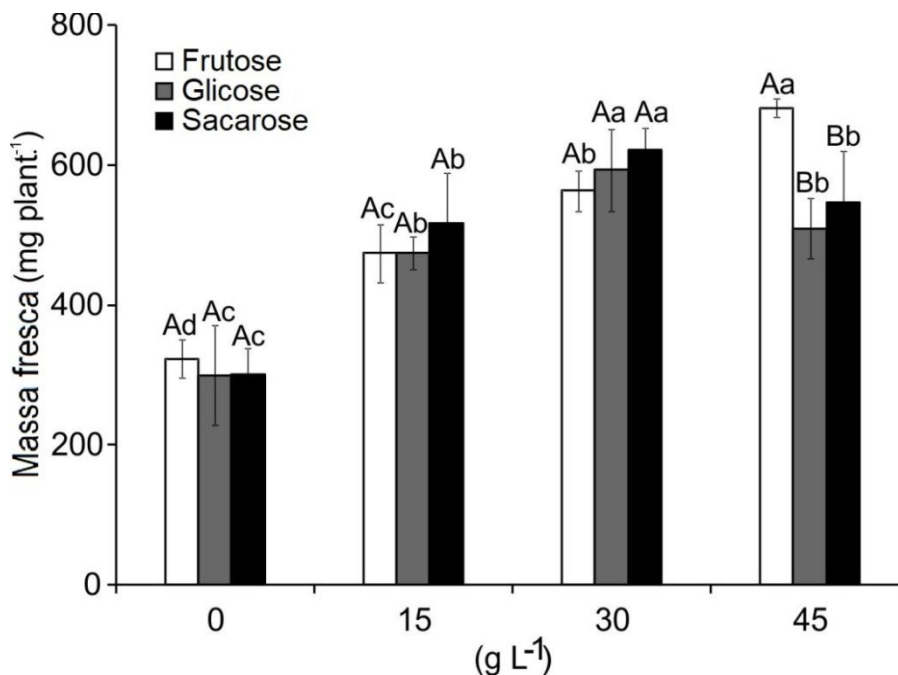 Massa fresca (mg plant.-1)
800
600
400
200
0
Frutose
Glicose
Sacarose
Ad
Ac
Ac
Ac
Ab
Ab
Ab
Aa
Aa
Aa
Bb
Bb
0 15 30 45
(g L-1)